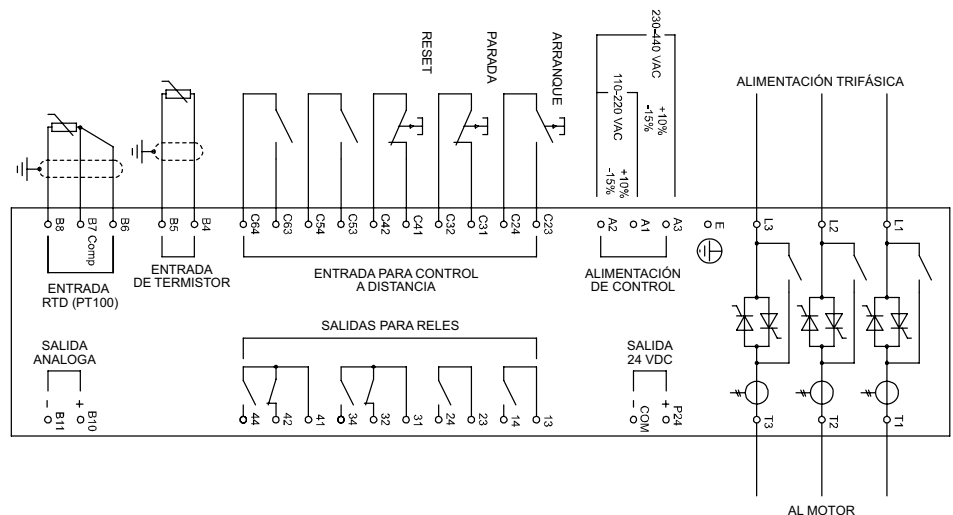 RESET
PARADA
ARRANQUE
230-440 VAC
+10%
-15%
110-220 VAC
+10%
-15%
ALIMENTACIÓN TRIFÁSICA
B8
B7 Comp
B6
B5
B4
C64
C63
C54
C53
C42
C41
C32
C31
C24
C23
A2
A1
A3
E
L3
L2
L1
ENTRADA
RTD (PT100)
ENTRADA
DE TERMISTOR
ENTRADA PARA CONTROL
A DISTANCIA
ALIMENTACIÓN
DE CONTROL
SALIDA
ANALOGA
SALIDAS PARA RELES
SALIDA
24 VDC
-
+
-
+
B11
B10
44
42
41
34
32
31
24
23
14
13
COM
P24
T3
T2
T1
AL MOTOR